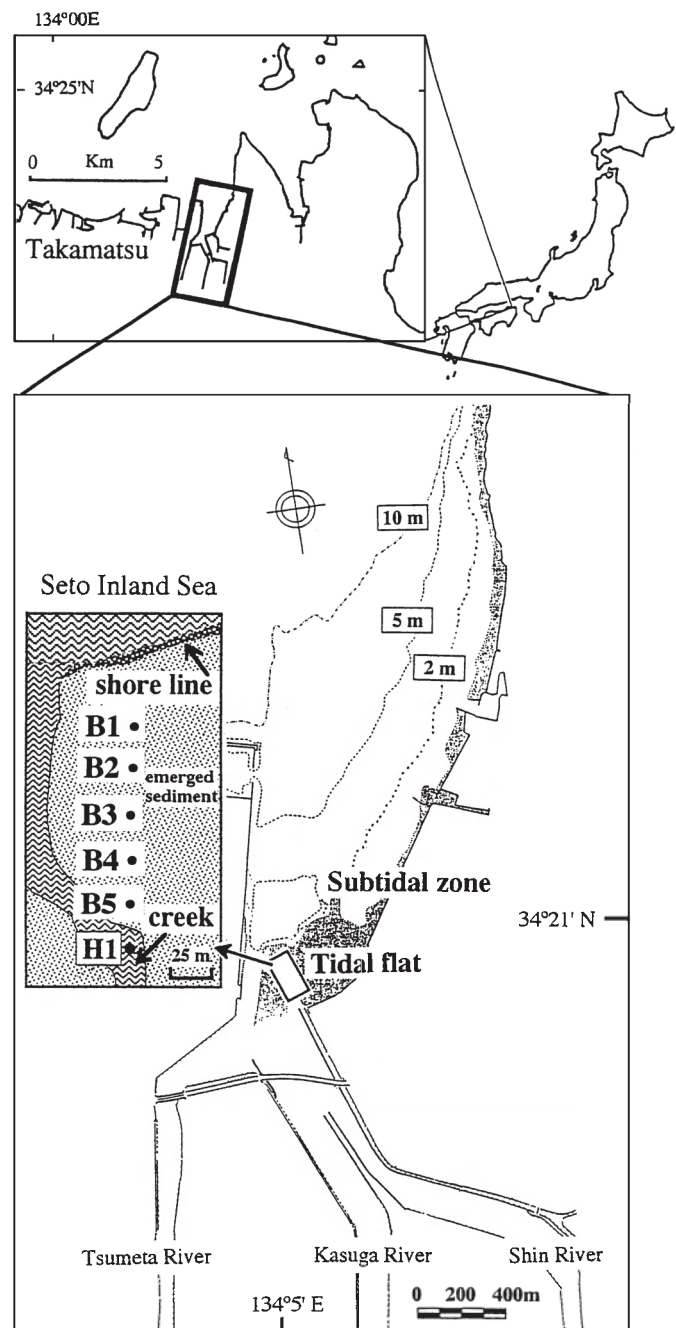 134°00'E
34°25'N
0 Km 5
Takamatsu
10 m
Seto Inland Sea
5 m
2 m
shore line
B1
B2
emerged
sediment
B3
B4
Subtidal zone
B5
creek
34°21' N
H1
25 m
Tidal flat
Tsumeta River
Kasuga River
Shin River
134°5' E
0 200 400m